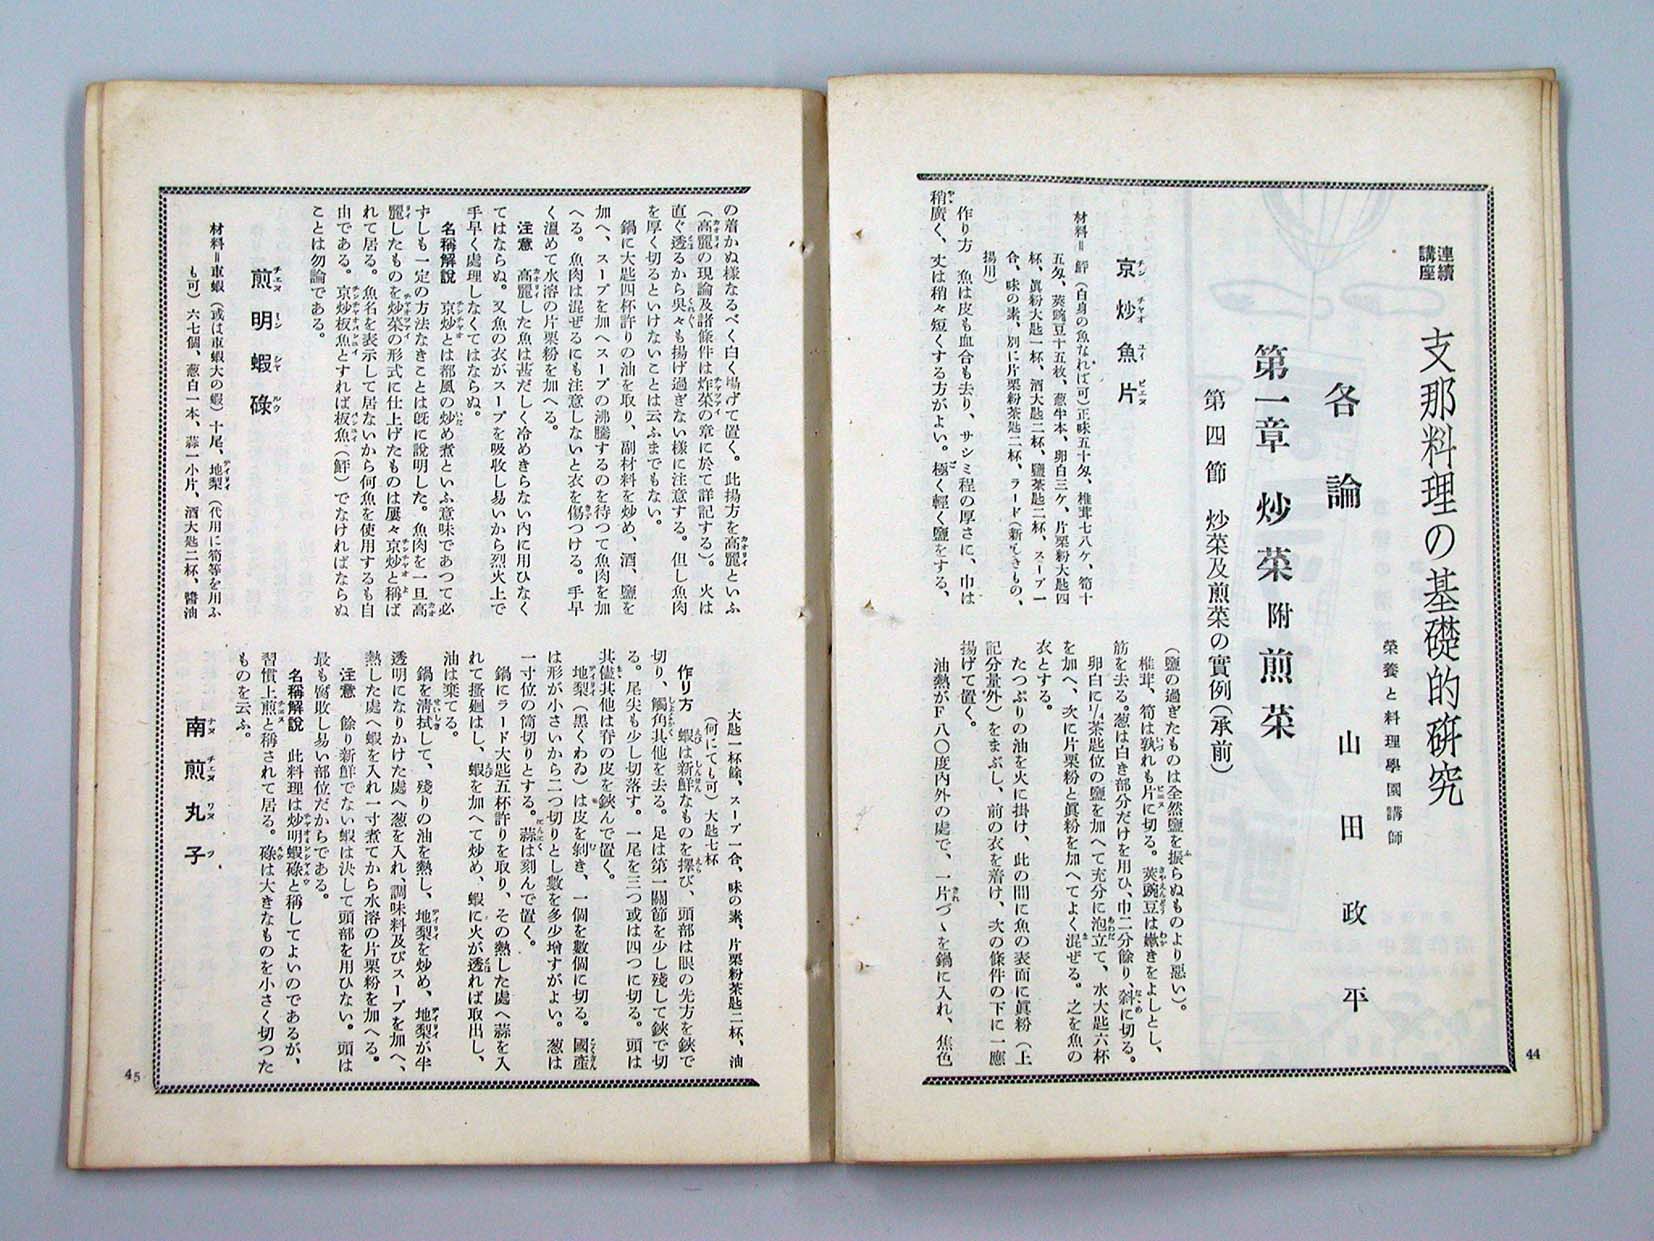 連續
講座
支那料理の基礎的硏究
榮養と料理學園講師
山田政平
各論
第一章 炒菜 附 煎菜
第四節 炒菜及煎菜の實例(承前)
京炒魚片
材料=鮃(白身の魚なれば可)正味五十匁、椎茸七八ケ、筍十
五匁、莢豌豆十五枚、葱半本、卵白三ケ、片栗粉大匙四
杯、眞粉大匙一杯、酒大匙二杯、鹽茶匙二杯、スープ一
合、味の素、別に片栗粉茶匙二杯、ラード(新しきもの、
揚用)
作り方 魚は皮も血合も去り、サシミ程の厚さに、巾は
稍廣く、丈は稍々短くする方がよい。極く輕く鹽をする、
(鹽の過ぎたものは全然鹽を振らぬものより惡い)。
椎茸、筍は孰れも片に切る。莢豌豆は嫩きをよしとし、
筋を去る。葱は白き部分だけを用ひ、巾二分餘り、斜に切る。
卵白に¼茶匙位の鹽を加へて充分に泡立て、水大匙六杯
を加へ、次に片栗粉と眞粉を加へてよく混ぜる。之を魚の
衣とする。
たつぷりの油を火に掛け、此の間に魚の表面に眞粉(上
記分量外)をまぶし、前の衣を着け、次の條件の下に一應
揚げて置く。
油熱がF八〇度内外の處で、一片づゝを鍋に入れ、焦色
44
の着かぬ樣なるべく白く揚げて置く。此揚方を高麗といふ
(高麗の現論及諸條件は炸菜の章に於て詳記する)。火は
直ぐ透るから吳々も揚げ過ぎない樣に注意する。但し魚肉
を厚く切るといけないことは云ふまでもない。
鍋に大匙四杯許りの油を取り、副材料を炒め、酒、鹽を
加へ、スープを加へスープの沸騰するのを待つて魚肉を加
へる。魚肉は混ぜるにも注意しないと衣を傷つける。手早
く溫めて水溶の片栗粉を加へる。
注意 高麗した魚は甚だしく冷めきらない内に用ひなく
てはならぬ。又魚の衣がスープを吸收し易いから烈火上で
手早く處理しなくてはならぬ。
名稱解說 京炒とは都風の炒め煮といふ意味であつて必
ずしも一定の方法なきことは旣に說明した。魚肉を一旦高
麗したものを炒菜の形式に仕上げたものは屢々京炒と稱ば
れて居る。魚名を表示して居ないから何魚を使用するも自
由である。京炒板魚とすれば板魚(鮃)でなければならぬ
ことは勿論である。
煎明蝦碌
材料=車蝦(或は車蝦大の蝦)十尾、地梨(代用に筍等を用ふ
も可)六七個、葱白一本、蒜一小片、酒大匙二杯、醬油
大匙一杯餘、スープ一合、味の素、片栗粉茶匙二杯、油
(何にても可)大匙七杯
作リ方 蝦は新鮮なものを擇び、頭部は眼の先方を鋏で
切り、觸角其他を去る。足は第一關節を少し殘して鋏で切
る。尾尖も少し切落す。一尾を三つ或は四つに切る。頭は
其儘其他は脊の皮を鋏んで置く。
地梨(黑くわゐ)は皮を剝き、一個を數個に切る。國產
は形が小さいから二つ切りとし數を多少增すがよい。葱は
一寸位の筒切りとする。蒜は刻んで置く。
鍋にラード大匙五杯許りを取り、その熱した處へ蒜を入
れて搔廻はし、蝦を加へて炒め、蝦に火が透れば取出し、
油は棄てる。
鍋を淸拭して、殘りの油を熱し、地梨を炒め、地梨が半
透明になりかけた處へ葱を入れ、調味料及びスープを加へ、
熱した處へ蝦を入れ一寸煮てから水溶の片栗粉を加へる。
注意 餘り新鮮でない蝦は決して頭部を用ひない。頭は
最も腐敗し易い部位だからである。
名稱解說 此料理は炒明蝦碌と稱してよいのであるが、
習慣上煎と稱されて居る。碌は大きなものを小さく切つた
ものを云ふ。
南煎丸子
45